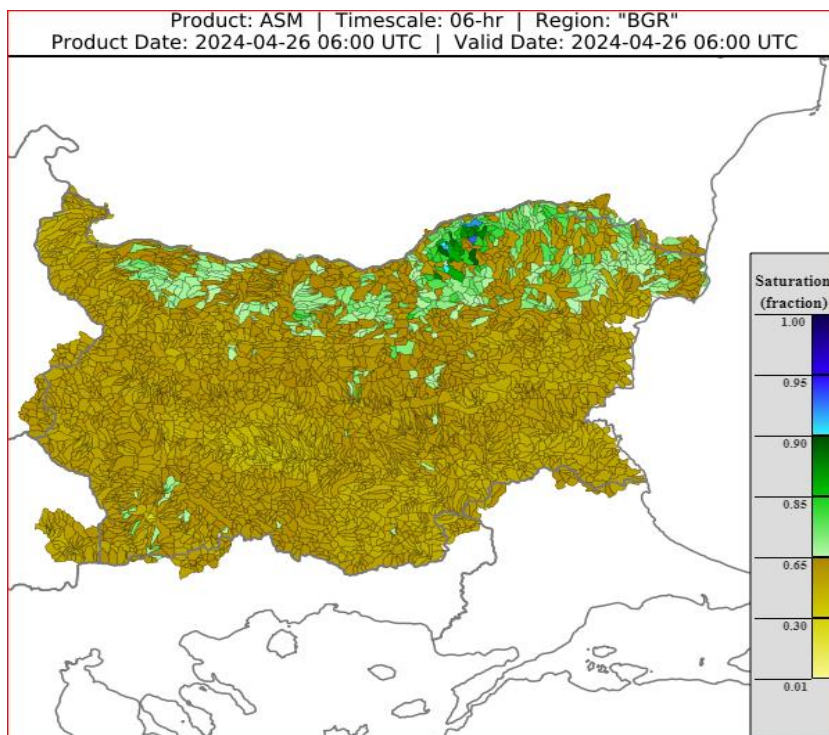 Product: ASM | Timescale: 06-hr | Region: "BGR"
Product Date: 2024-04-26 06:00 UTC | Valid Date: 2024-04-26 06:00 UTC
Saturation
(fraction)
1.00
0.95
0.90
0.85
0.65
0.30
0.01